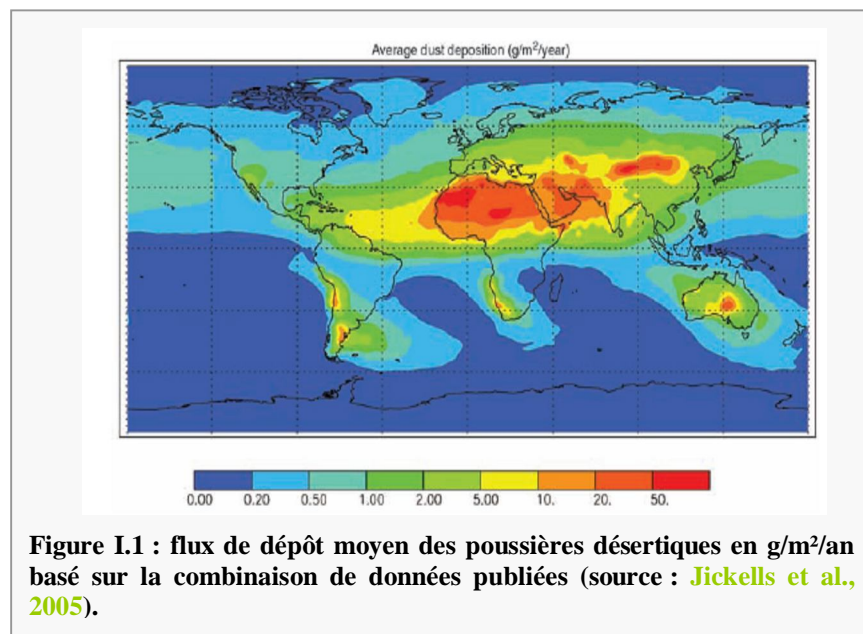 Average dust deposition (g/m²/year)
0.00 0.20 0.50 1.00 2.00 5.00 10. 20. 50.
Figure I.1 : flux de dépôt moyen des poussières désertiques en g/m²/an
basé sur la combinaison de données publiées (source : Jickells et al.,
2005).